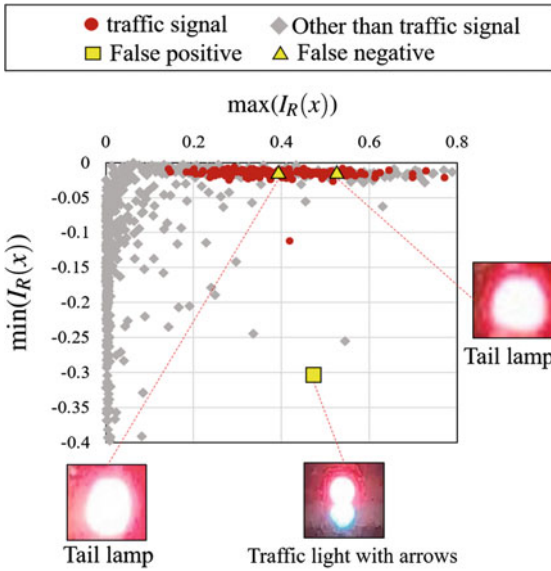 traffic signal Other than traffic signal
False positive False negative
max(I_R(x))
0 0.2 0.4 0.6 0.8
0
-0.05
-0.1
-0.15
-0.2
-0.25
-0.3
-0.35
-0.4
min(I_R(x))
Tail lamp
Tail lamp
Traffic light with arrows